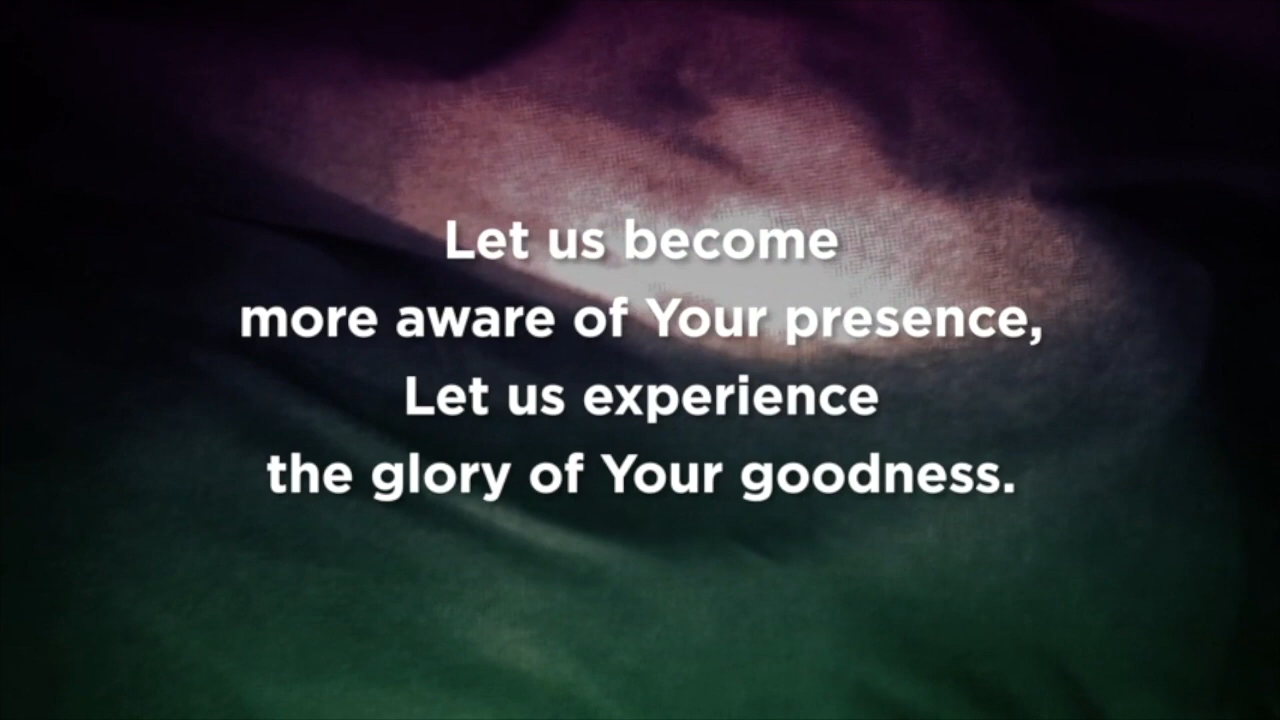 Let us become
more aware of Your presence,
Let us experience
the glory of Your goodness.